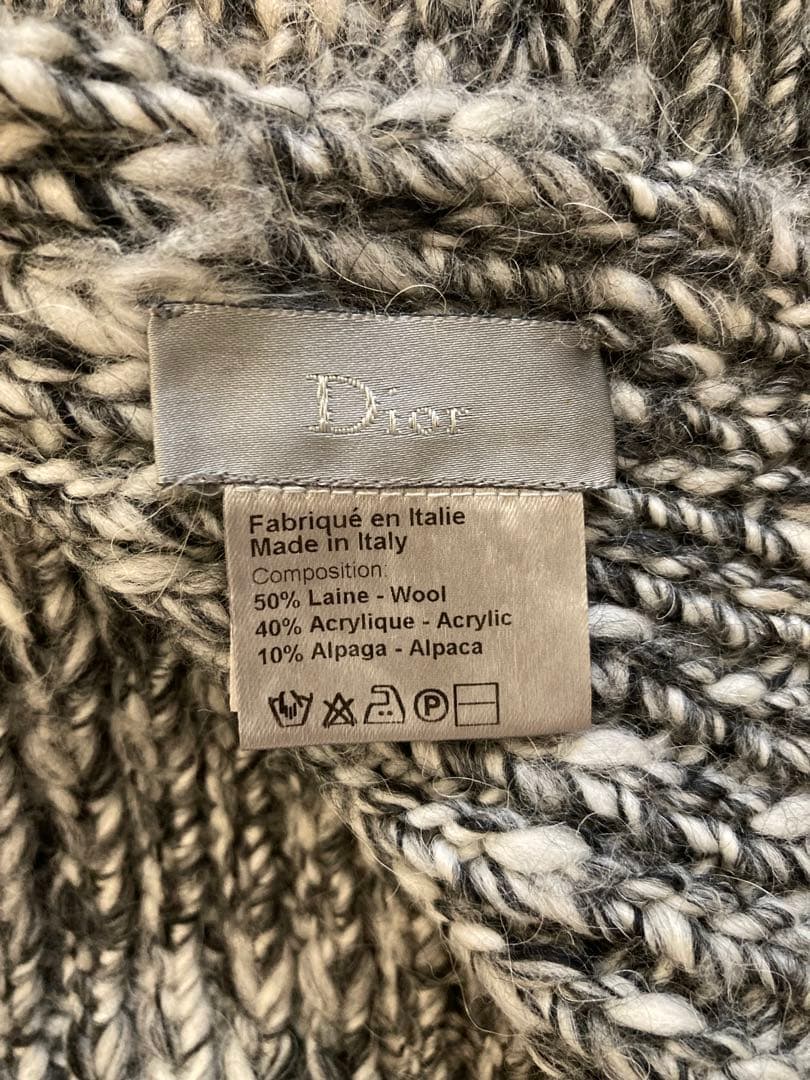 Dior
Fabriqué en Italie
Made in Italy
Composition:
50% Laine - Wool
40% Acrylique - Acrylic
10% Alpaga - Alpaca
P